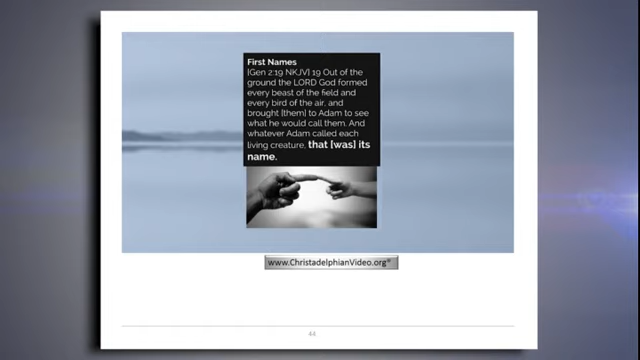 First Names
[Gen 2:19 NKJV] 19 Out of the
ground the LORD God formed
every beast of the field and
every bird of the air, and
brought [them] to Adam to see
what he would call them. And
whatever Adam called each
living creature, that [was] its
name.
www.ChristadelphianVideo.org®
44